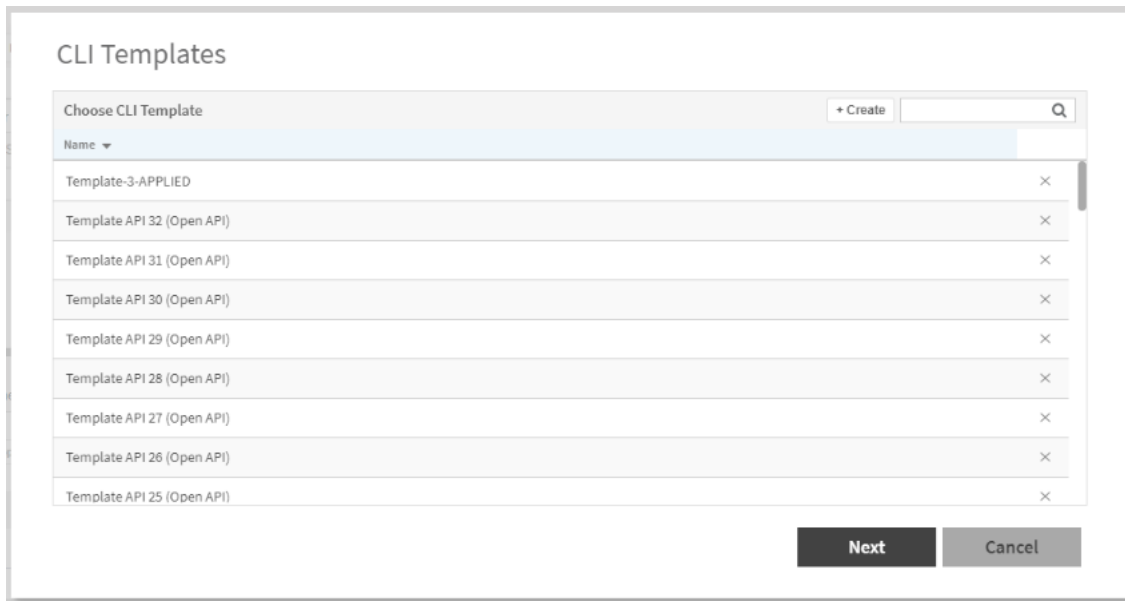 CLI Templates
Choose CLI Template
+ Create
Name
Template-3-APPLIED
Template API 32 (Open API)
Template API 31 (Open API)
Template API 30 (Open API)
Template API 29 (Open API)
Template API 28 (Open API)
Template API 27 (Open API)
Template API 26 (Open API)
Template API 25 (Open API)
Next
Cancel